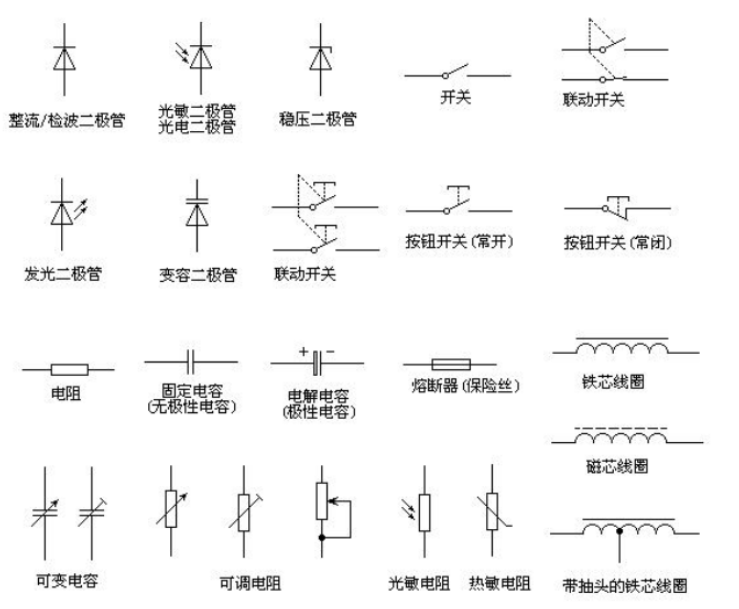 整流/检波二极管
光敏二极管
光电二极管
稳压二极管
开关
联动开关
发光二极管
变容二极管
联动开关
按钮开关(常开)
按钮开关(常闭)
电阻
固定电容
(无极性电容)
+ −
电解电容
(极性电容)
熔断器(保险丝)
铁芯线圈
磁芯线圈
可变电容
可调电阻
光敏电阻
热敏电阻
带抽头的铁芯线圈